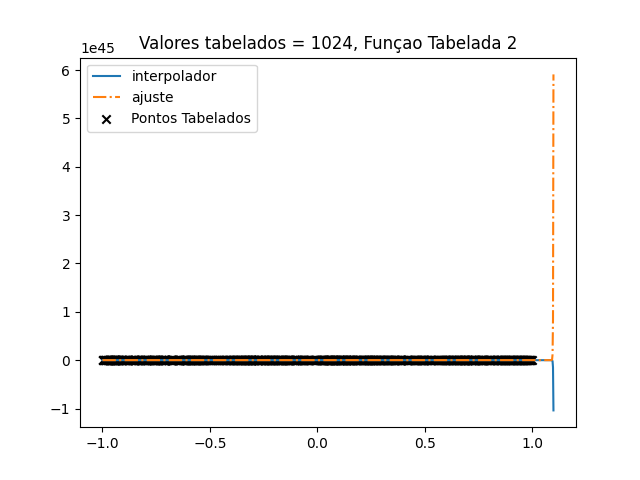 Valores tabelados = 1024, Funçao Tabelada 2
1e45
interpolador
ajuste
Pontos Tabelados
6
5
4
3
2
1
0
−1
−1.0 −0.5 0.0 0.5 1.0